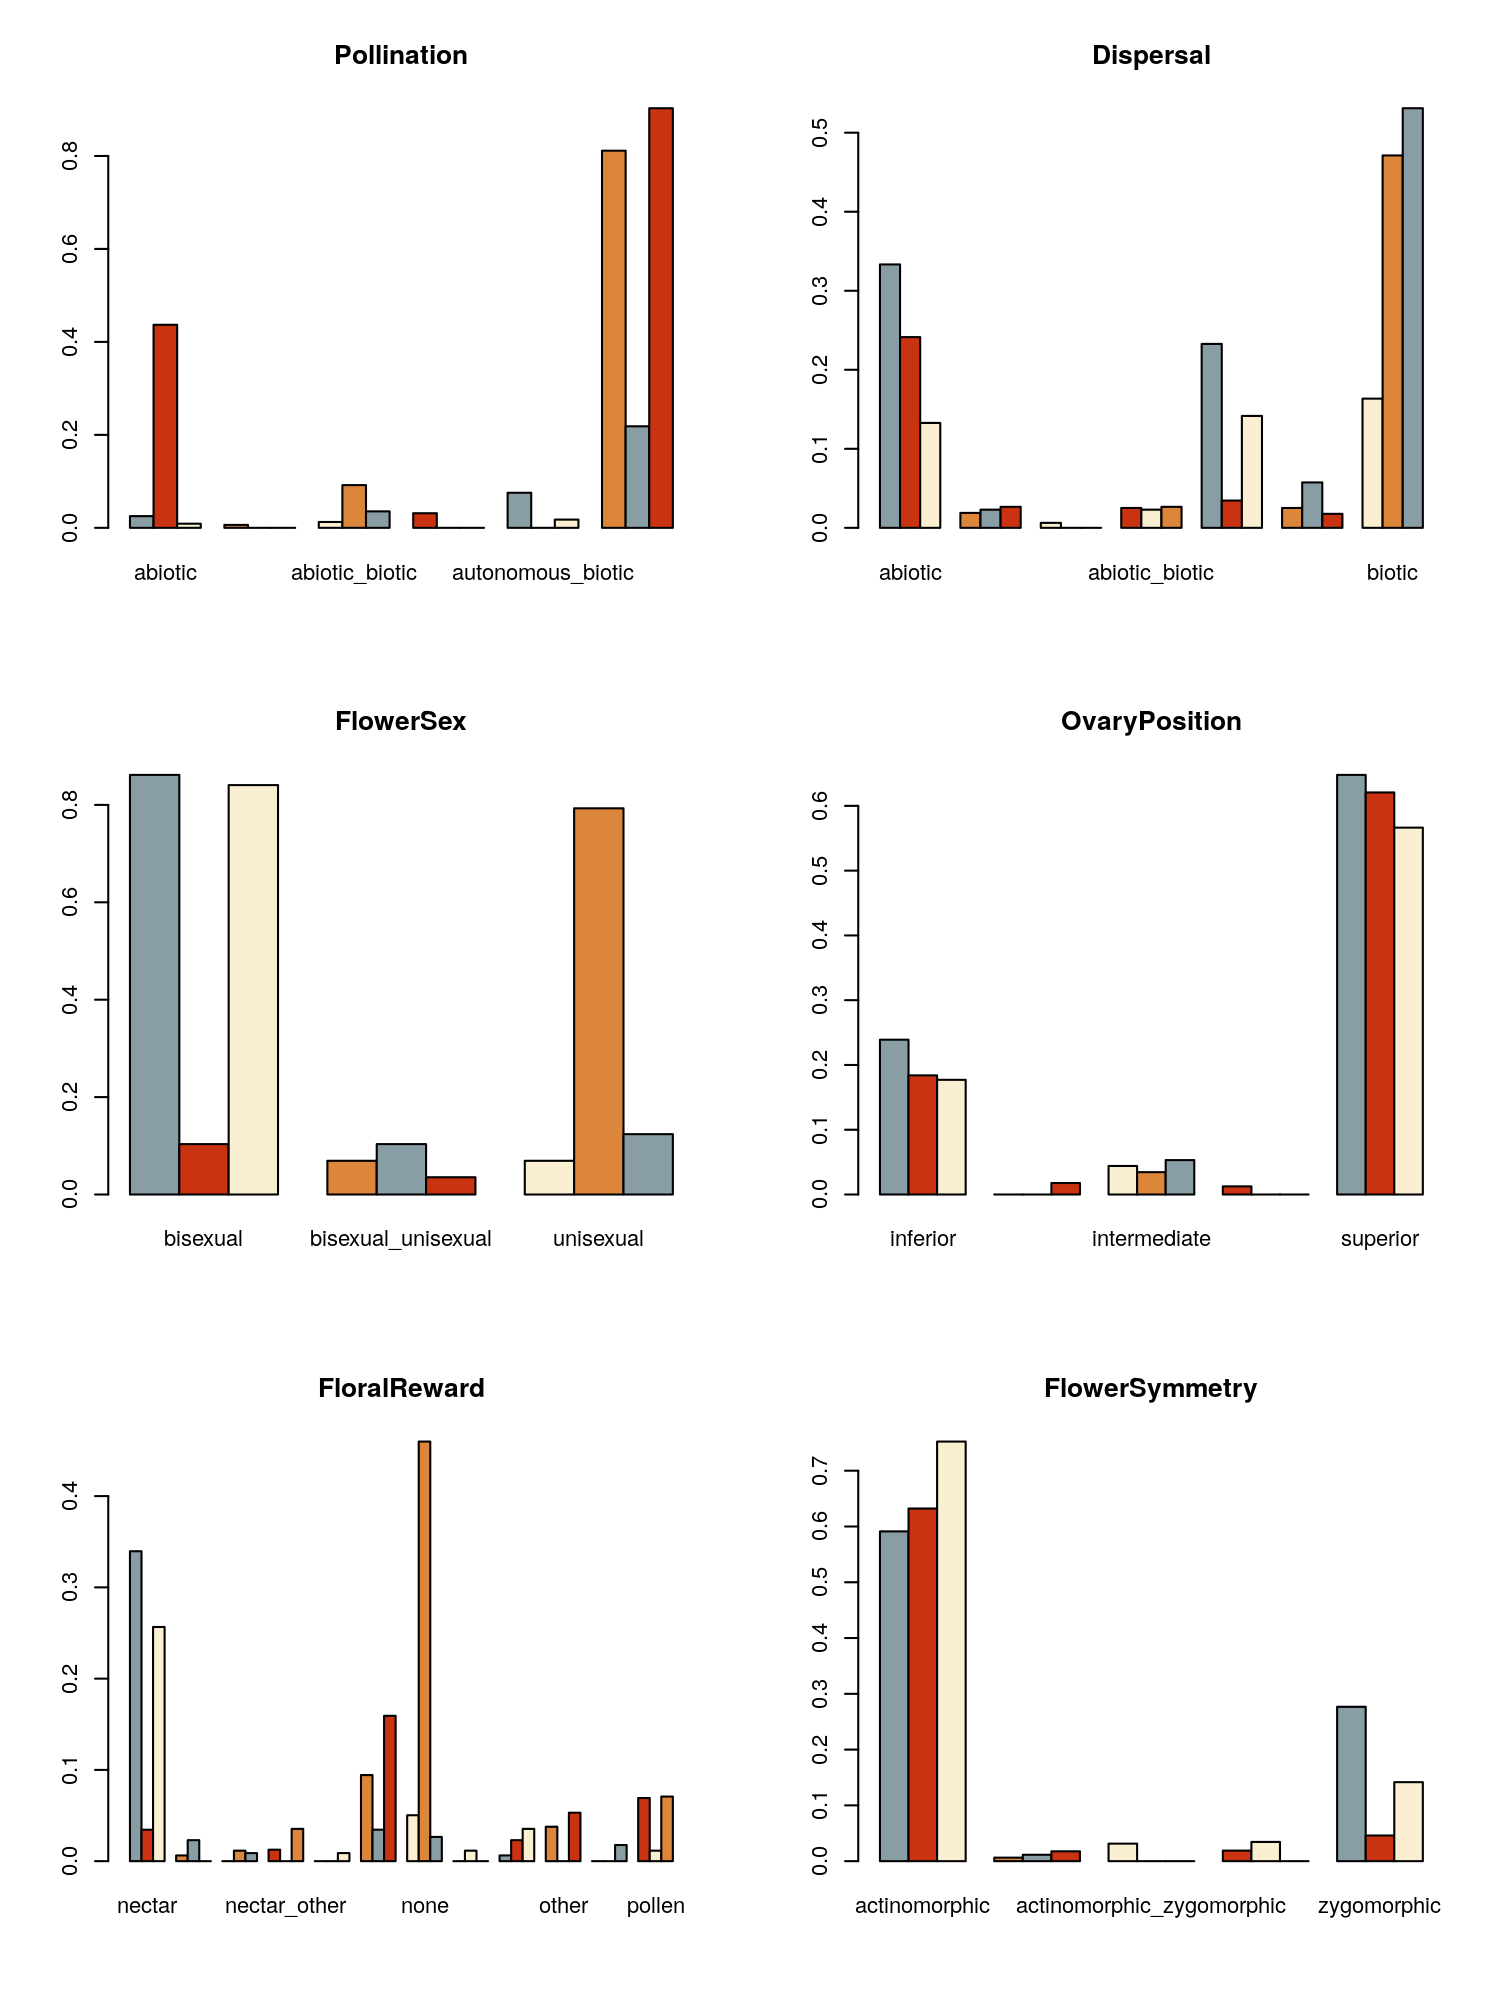 Pollination
0.0 0.2 0.4 0.6 0.8
abiotic abiotic_biotic autonomous_biotic
Dispersal
0.0 0.1 0.2 0.3 0.4 0.5
abiotic abiotic_biotic biotic
FlowerSex
0.0 0.2 0.4 0.6 0.8
bisexual bisexual_unisexual unisexual
OvaryPosition
0.0 0.1 0.2 0.3 0.4 0.5 0.6
inferior intermediate superior
FloralReward
0.0 0.1 0.2 0.3 0.4
nectar nectar_other none other pollen
FlowerSymmetry
0.0 0.1 0.2 0.3 0.4 0.5 0.6 0.7
actinomorphic actinomorphic_zygomorphic zygomorphic